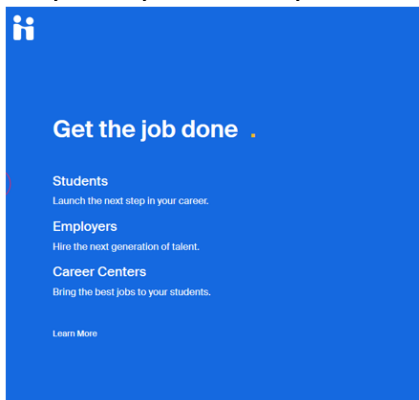 Get the job done .
Students
Launch the next step in your career.
Employers
Hire the next generation of talent.
Career Centers
Bring the best jobs to your students.
Learn More